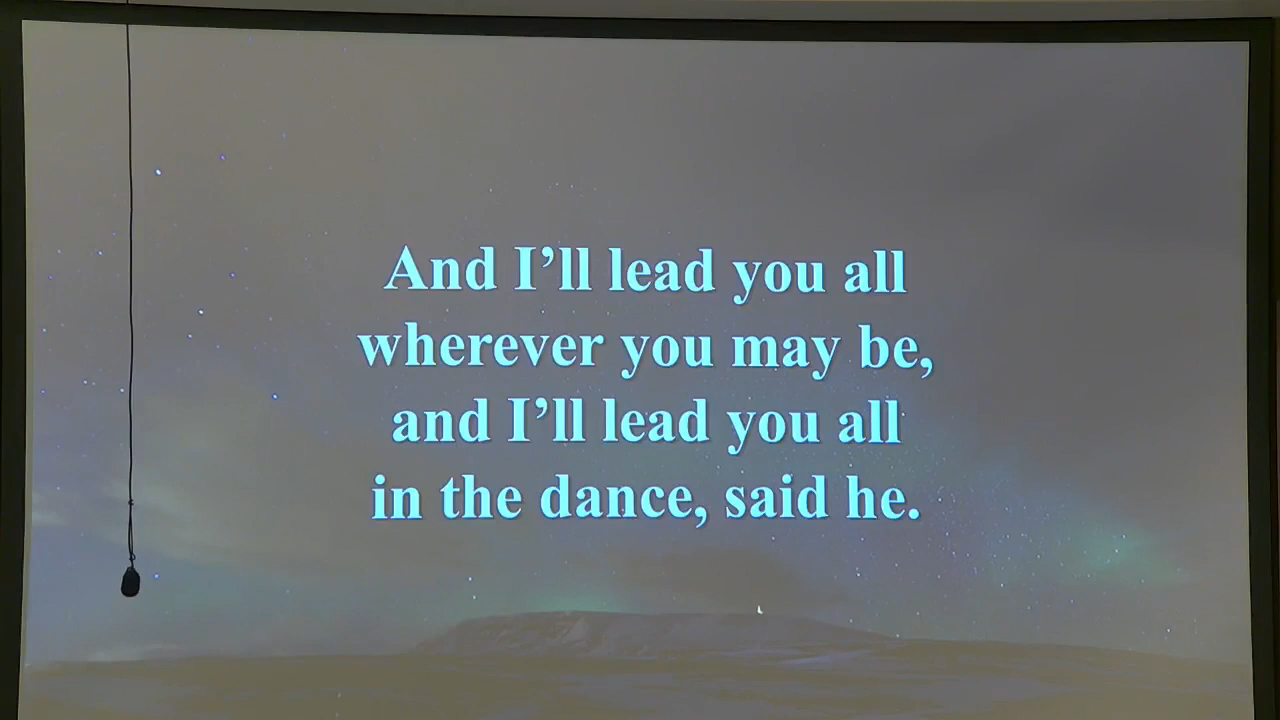 And I’ll lead you all
wherever you may be,
and I’ll lead you all
in the dance, said he.